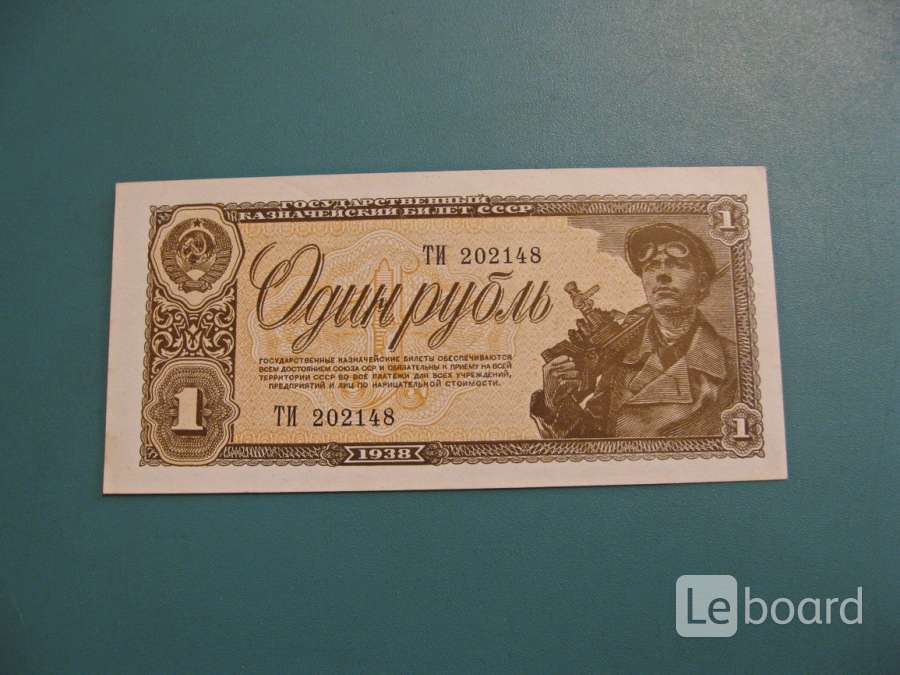 ГОСУДАРСТВЕННЫЙ
КАЗНАЧЕЙСКИЙ БИЛЕТ СССР
1
ТИ 202148
Один рубль
ГОСУДАРСТВЕННЫЕ КАЗНАЧЕЙСКИЕ БИЛЕТЫ ОБЕСПЕЧИВАЮТСЯ
ВСЕМ ДОСТОЯНИЕМ СОЮЗА ССР И ОБЯЗАТЕЛЬНЫ К ПРИЕМУ НА ВСЕЙ
ТЕРРИТОРИИ СССР ВО ВСЕ ПЛАТЕЖИ ДЛЯ ВСЕХ УЧРЕЖДЕНИЙ,
ПРЕДПРИЯТИЙ И ЛИЦ ПО НАРИЦАТЕЛЬНОЙ СТОИМОСТИ.
1
ТИ 202148
1
1938
Le board